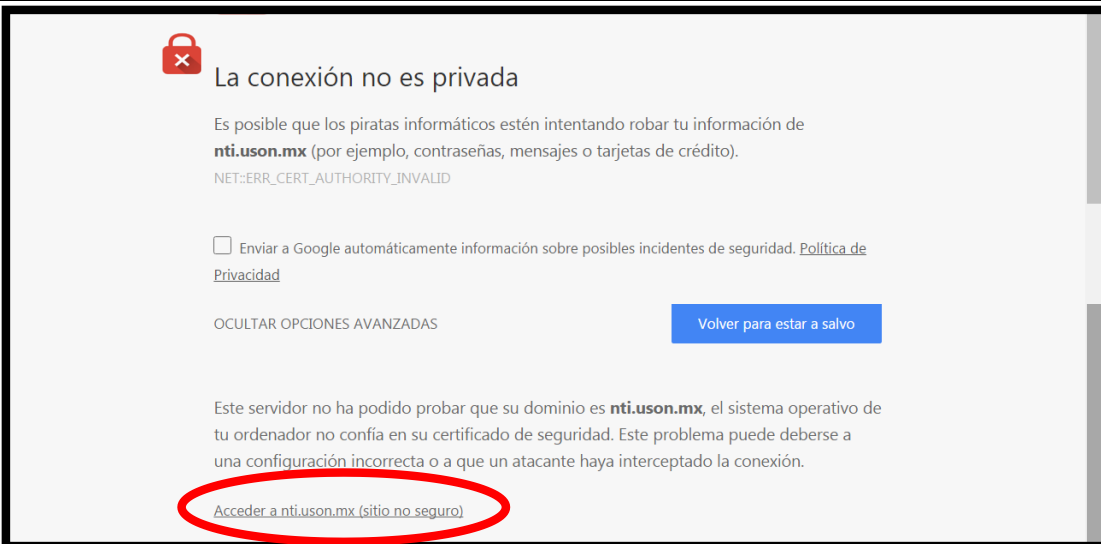 La conexión no es privada
Es posible que los piratas informáticos estén intentando robar tu información de
nti.uson.mx (por ejemplo, contraseñas, mensajes o tarjetas de crédito).
NET::ERR_CERT_AUTHORITY_INVALID
Enviar a Google automáticamente información sobre posibles incidentes de seguridad. Política de
Privacidad
OCULTAR OPCIONES AVANZADAS
Volver para estar a salvo
Este servidor no ha podido probar que su dominio es nti.uson.mx, el sistema operativo de
tu ordenador no confía en su certificado de seguridad. Este problema puede deberse a
una configuración incorrecta o a que un atacante haya interceptado la conexión.
Acceder a nti.uson.mx (sitio no seguro)